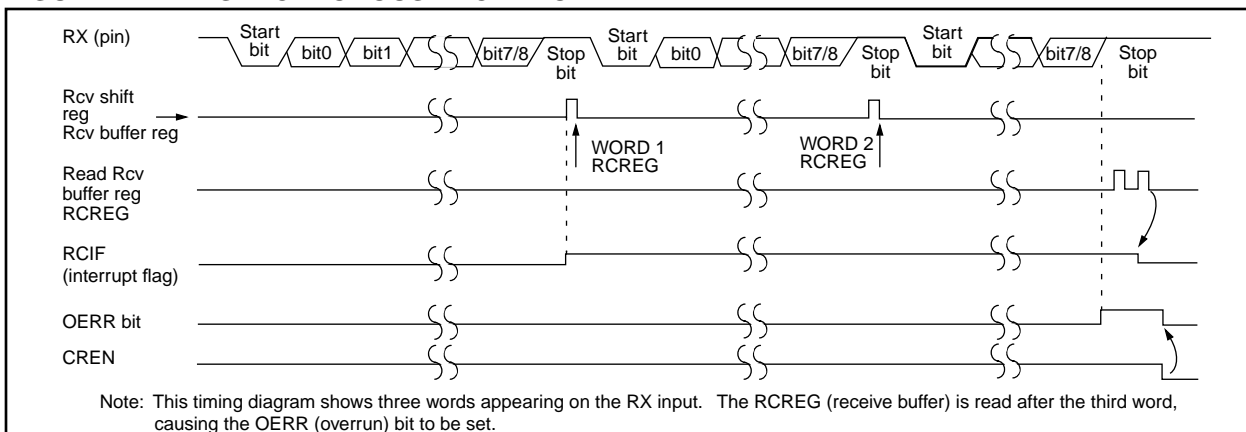 RX (pin)
Start bit
bit0
bit1
bit7/8
Stop bit
Start bit
bit0
bit7/8
Stop bit
Start bit
bit7/8
Stop bit
Rcv shift
reg
Rcv buffer reg
WORD 1
RCREG
WORD 2
RCREG
Read Rcv
buffer reg
RCREG
RCIF
(interrupt flag)
OERR bit
CREN
Note: This timing diagram shows three words appearing on the RX input. The RCREG (receive buffer) is read after the third word,
causing the OERR (overrun) bit to be set.